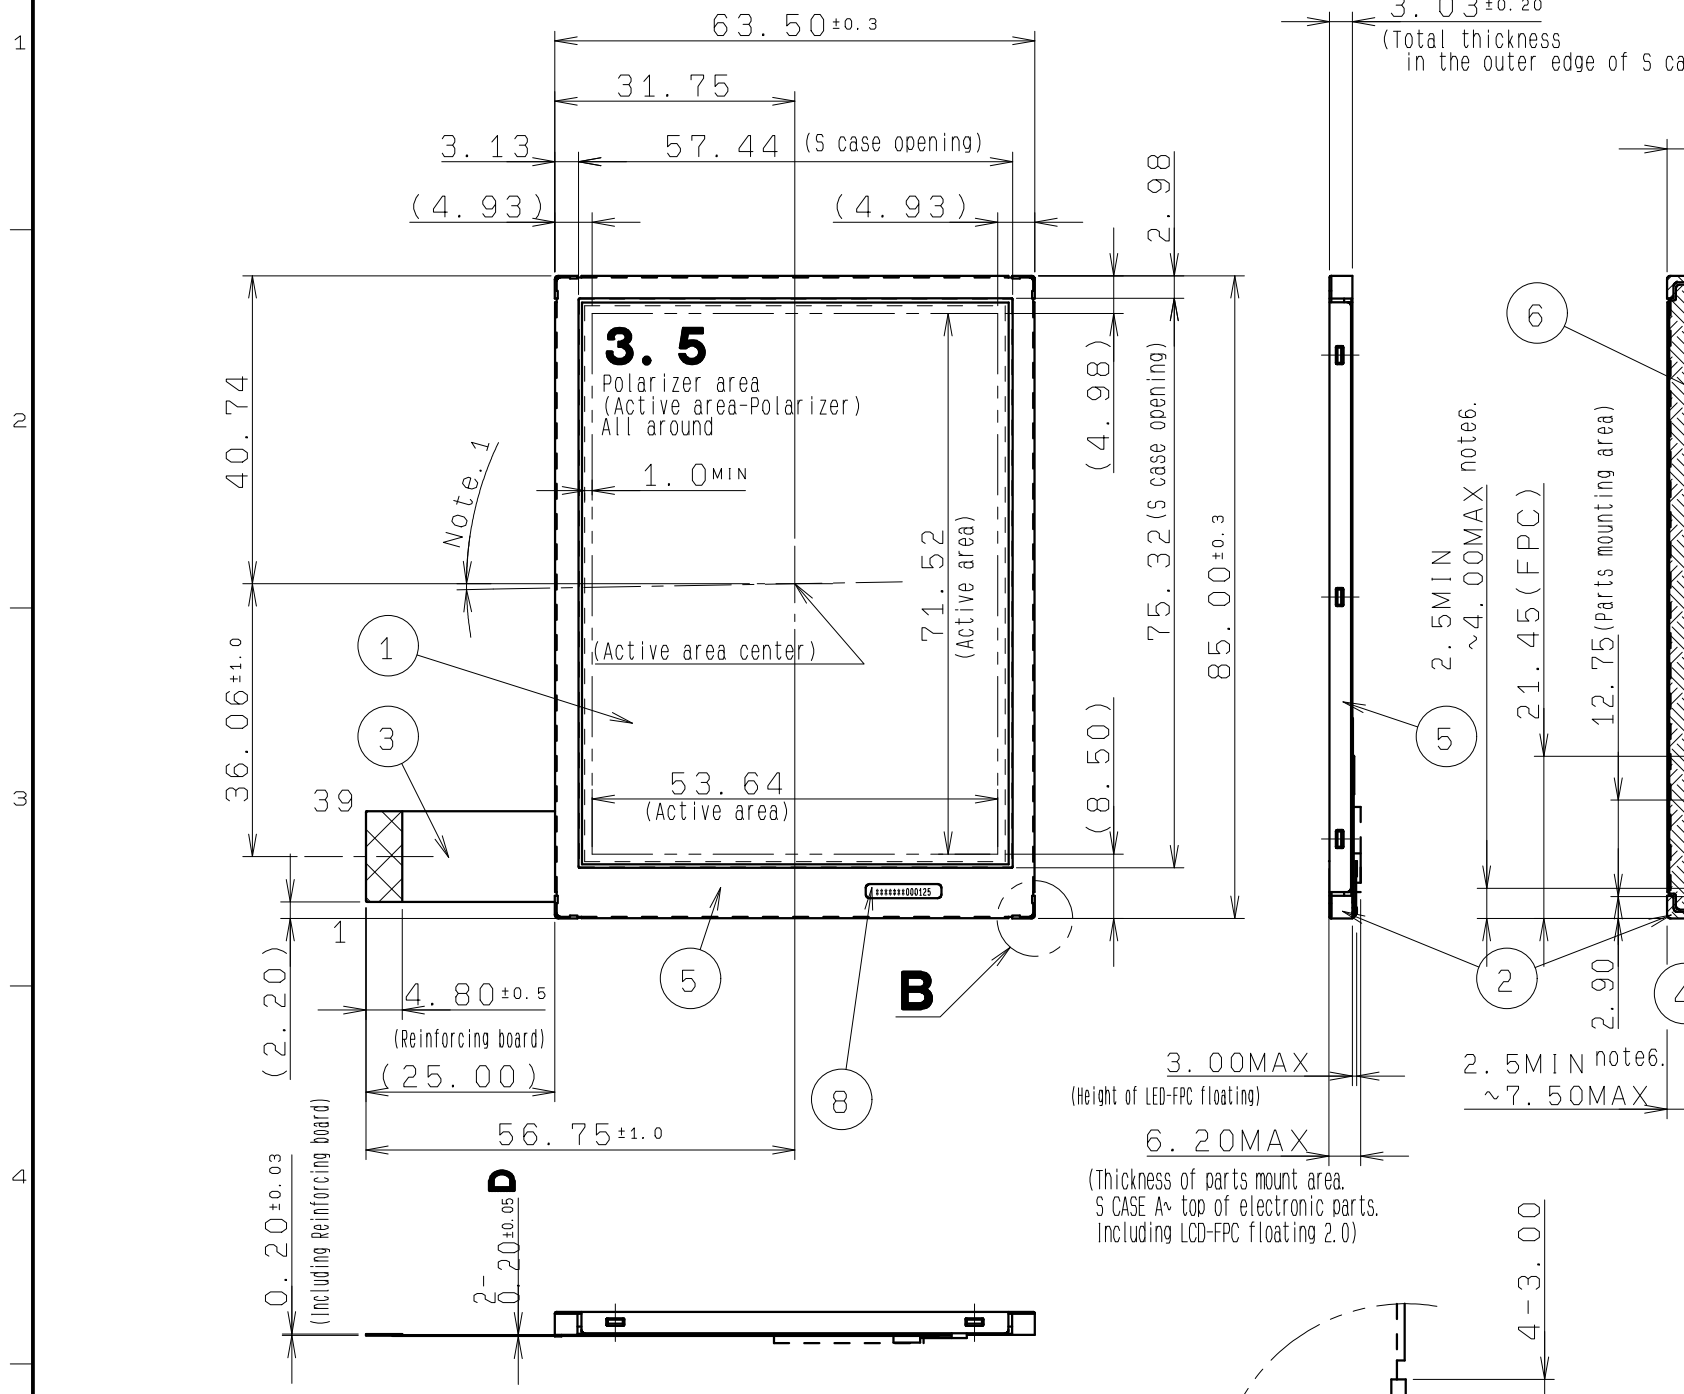 1
63.50±0.3
3.03±0.20
(Total thickness
in the outer edge of S ca
31.75
3.13
57.44 (S case opening)
(4.93)
(4.93)
2.98
3.5
Polarizer area
(Active area-Polarizer)
All around
1.0MIN
40.74
Note.1
(4.98)
75.32(S case opening)
85.00±0.3
71.52
(Active area)
6
2
2.5MIN
~4.00MAX note6.
21.45(FPC)
12.75(Parts mounting area)
(Active area center)
1
36.06±1.0
3
5
53.64
(Active area)
(8.50)
3
39
*******000125
1
5
B
2
2.90
4
(2.20)
4.80±0.5
(Reinforcing board)
(25.00)
8
3.00MAX
(Height of LED-FPC floating)
2.5MIN note6.
~7.50MAX
56.75±1.0
6.20MAX
(Thickness of parts mount area.
S CASE A~ top of electronic parts.
Including LCD-FPC floating 2.0)
4
0.20±0.03
(Including Reinforcing board)
2-
0.20±0.05 D
4-3.00